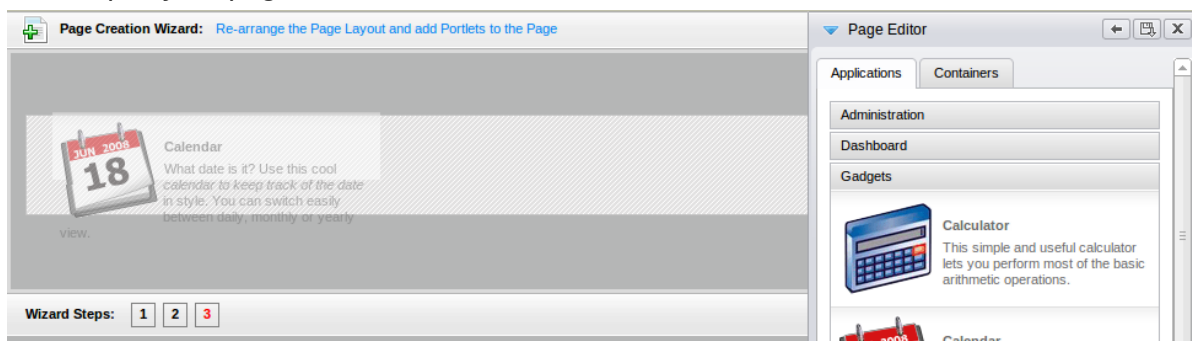 Page Creation Wizard: Re-arrange the Page Layout and add Portlets to the Page
JUN 2008
18
Calendar
What date is it? Use this cool
calendar to keep track of the date
in style. You can switch easily
between daily, monthly or yearly
view.
Wizard Steps: 1 2 3
Page Editor
Applications Containers
Administration
Dashboard
Gadgets
Calculator
This simple and useful calculator
lets you perform most of the basic
arithmetic operations.
2008
Calendar